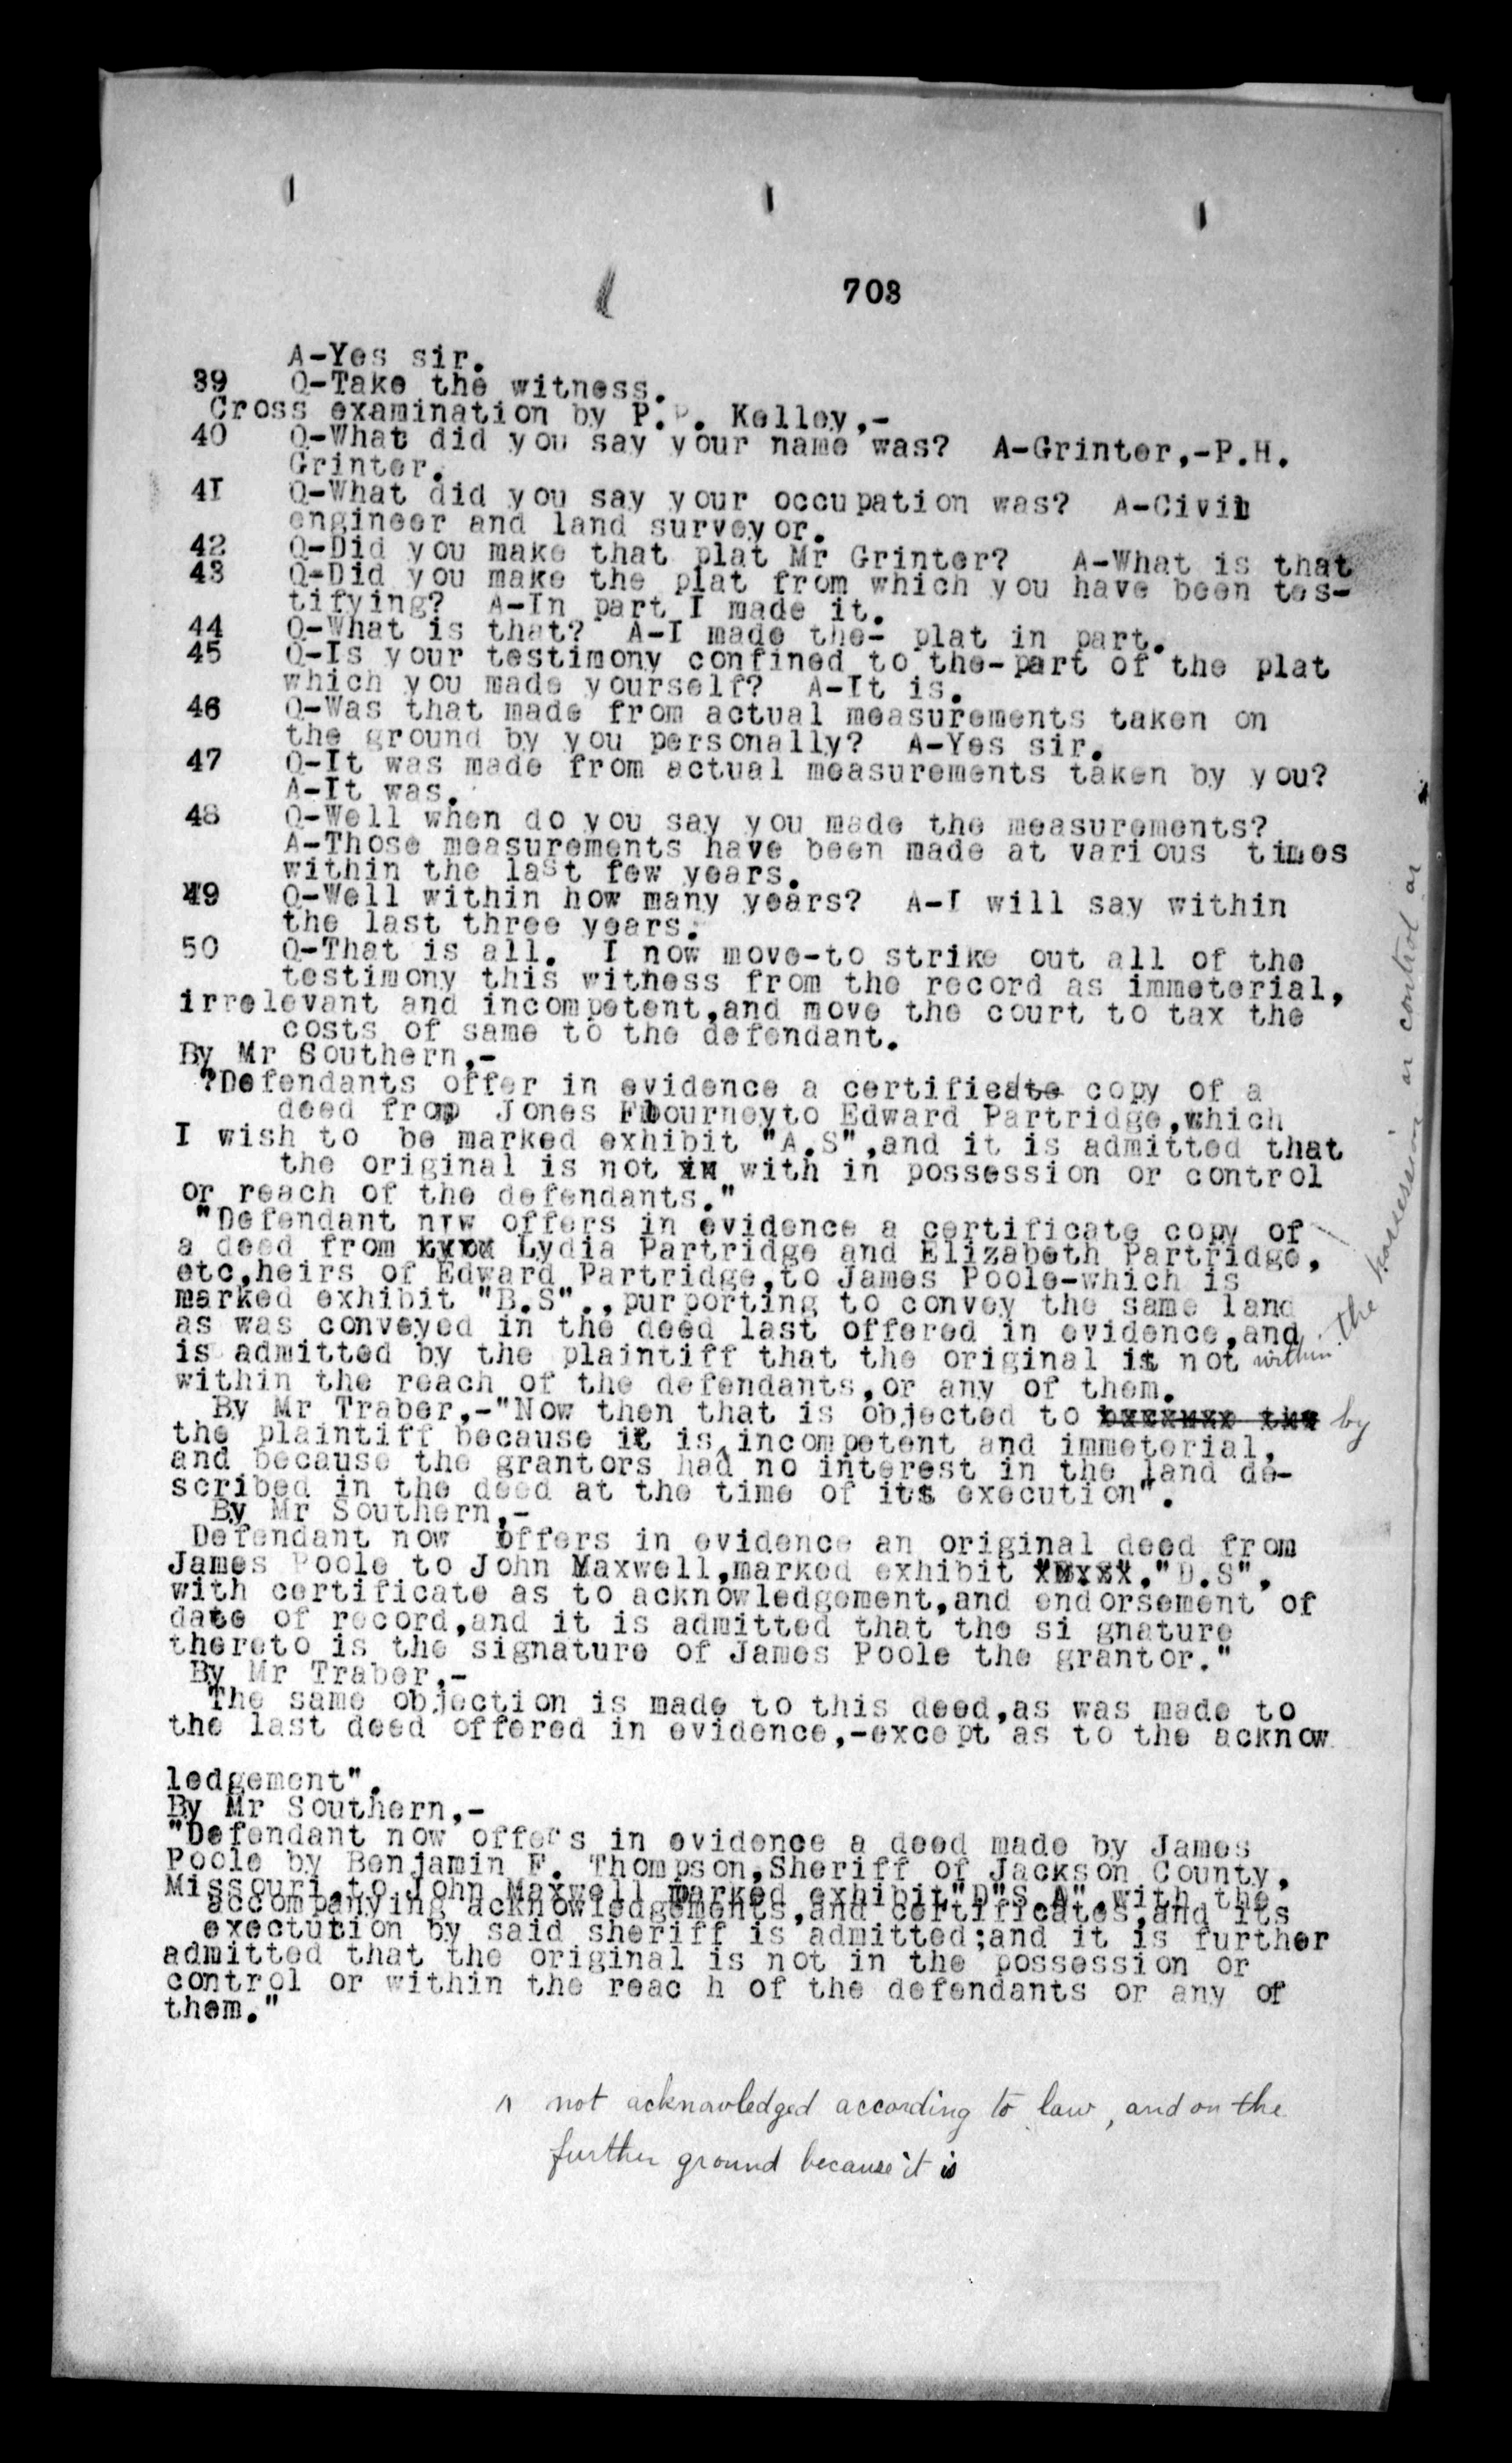 703
A-Yes sir.
39 Q-Take the witness.
Cross examination by P.P. Kelley,-
40 Q-What did you say your name was? A-Grinter,-P.H.
Grinter.
41 Q-What did you say your occupation was? A-Civil
engineer and land surveyor.
42 Q-Did you make that plat Mr Grinter? A-What is that
43 Q-Did you make the plat from which you have been tes-
tifying? A-In part I made it.
44 Q-What is that? A-I made the- plat in part.
45 Q-Is your testimony confined to the-part of the plat
which you made yourself? A-It is.
46 Q-Was that made from actual measurements taken on
the ground by you personally? A-Yes sir.
47 Q-It was made from actual measurements taken by you?
A-It was.
48 Q-Well when do you say you made the measurements?
A-Those measurements have been made at various times
within the last few years.
49 Q-Well within how many years? A-I will say within
the last three years.
50 Q-That is all. I now move-to strike out all of the
testimony this witness from the record as immeterial,
irrelevant and incompetent,and move the court to tax the
costs of same to the defendant.
By Mr Southern,-
"Defendants offer in evidence a certified copy of a
deed from Jones Flourneyto Edward Partridge,which
I wish to be marked exhibit "A.S",and it is admitted that
the original is not in with in possession or control
or reach of the defendants."
"Defendant niw offers in evidence a certificate copy of
a deed from Lydia Partridge and Elizabeth Partridge,
etc,heirs of Edward Partridge,to James Poole-which is
marked exhibit "B.S".,purporting to convey the same land
as was conveyed in the deed last offered in evidence,and
is admitted by the plaintiff that the original is not within the possession or control or
within the reach of the defendants,or any of them.
By Mr Traber,-"Now then that is objected to by
the plaintiff because it is ^ incompetent and immeterial,
and because the grantors had no interest in the land de-
scribed in the deed at the time of its execution".
By Mr Southern,-
Defendant now offers in evidence an original deed from
James Poole to John Maxwell,marked exhibit "D.S",
with certificate as to acknowledgement,and endorsement of
date of record,and it is admitted that the si gnature
thereto is the signature of James Poole the grantor."
By Mr Traber,-
The same objection is made to this deed,as was made to
the last deed offered in evidence,-except as to the acknow
ledgement".
By Mr Southern,-
"Defendant now offers in evidence a deed made by James
Poole by Benjamin F. Thompson,Sheriff of Jackson County,
Missouri,to John Maxwell marked exhibit"D"S A",with the
accompanying acknowledgements,and certificates,and its
exectution by said sheriff is admitted;and it is further
admitted that the original is not in the possession or
control or within the reac h of the defendants or any of
them."
^ not acknowledged according to law, and on the
further ground because it is